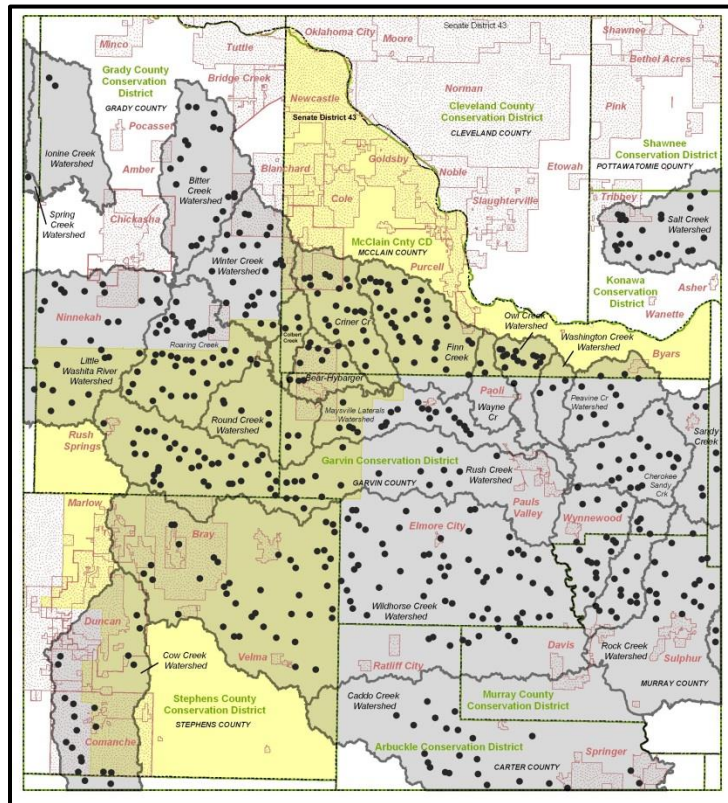 Oklahoma City
Senate District 43
Shawnee
Minco
Tuttle
Moore
Bethel Acres
Grady County
Conservation
District
GRADY COUNTY
Bridge Creek
Newcastle
Norman
Pink
Senate District 43
Cleveland County
Conservation District
CLEVELAND COUNTY
Pocasset
Goldsby
Shawnee
Conservation District
POTTAWATOMIE COUNTY
Ionine Creek
Watershed
Amber
Bitter
Creek
Watershed
Blanchard
Noble
Etowah
Cole
Slaughterville
Tribbey
Spring
Creek
Watershed
Chickasha
Salt Creek
Watershed
McClain Cnty CD
MCCLAIN COUNTY
Winter Creek
Watershed
Purcell
Konawa
Conservation
District
Asher
Ninnekah
Wanette
Criner Cr
Owl Creek
Watershed
Roaring Creek
Colbert
Creek
Finn
Creek
Washington Creek
Watershed
Byars
Little
Washita River
Watershed
Bear-Hybarger
Paoli
Wayne
Cr
Peavine Cr
Watershed
Maysville Laterals
Watershed
Round Creek
Watershed
Sandy
Creek
Rush
Springs
Garvin Conservation District
GARVIN COUNTY
Rush Creek
Watershed
Cherokee
Sandy
Crk
Pauls
Valley
Marlow
Bray
Elmore City
Wynnewood
Wildhorse Creek
Watershed
Duncan
Cow Creek
Watershed
Velma
Davis
Rock Creek
Watershed
Sulphur
Ratliff City
MURRAY COUNTY
Stephens County
Conservation District
STEPHENS COUNTY
Caddo Creek
Watershed
Murray County
Conservation District
Comanche
Arbuckle Conservation District
CARTER COUNTY
Springer